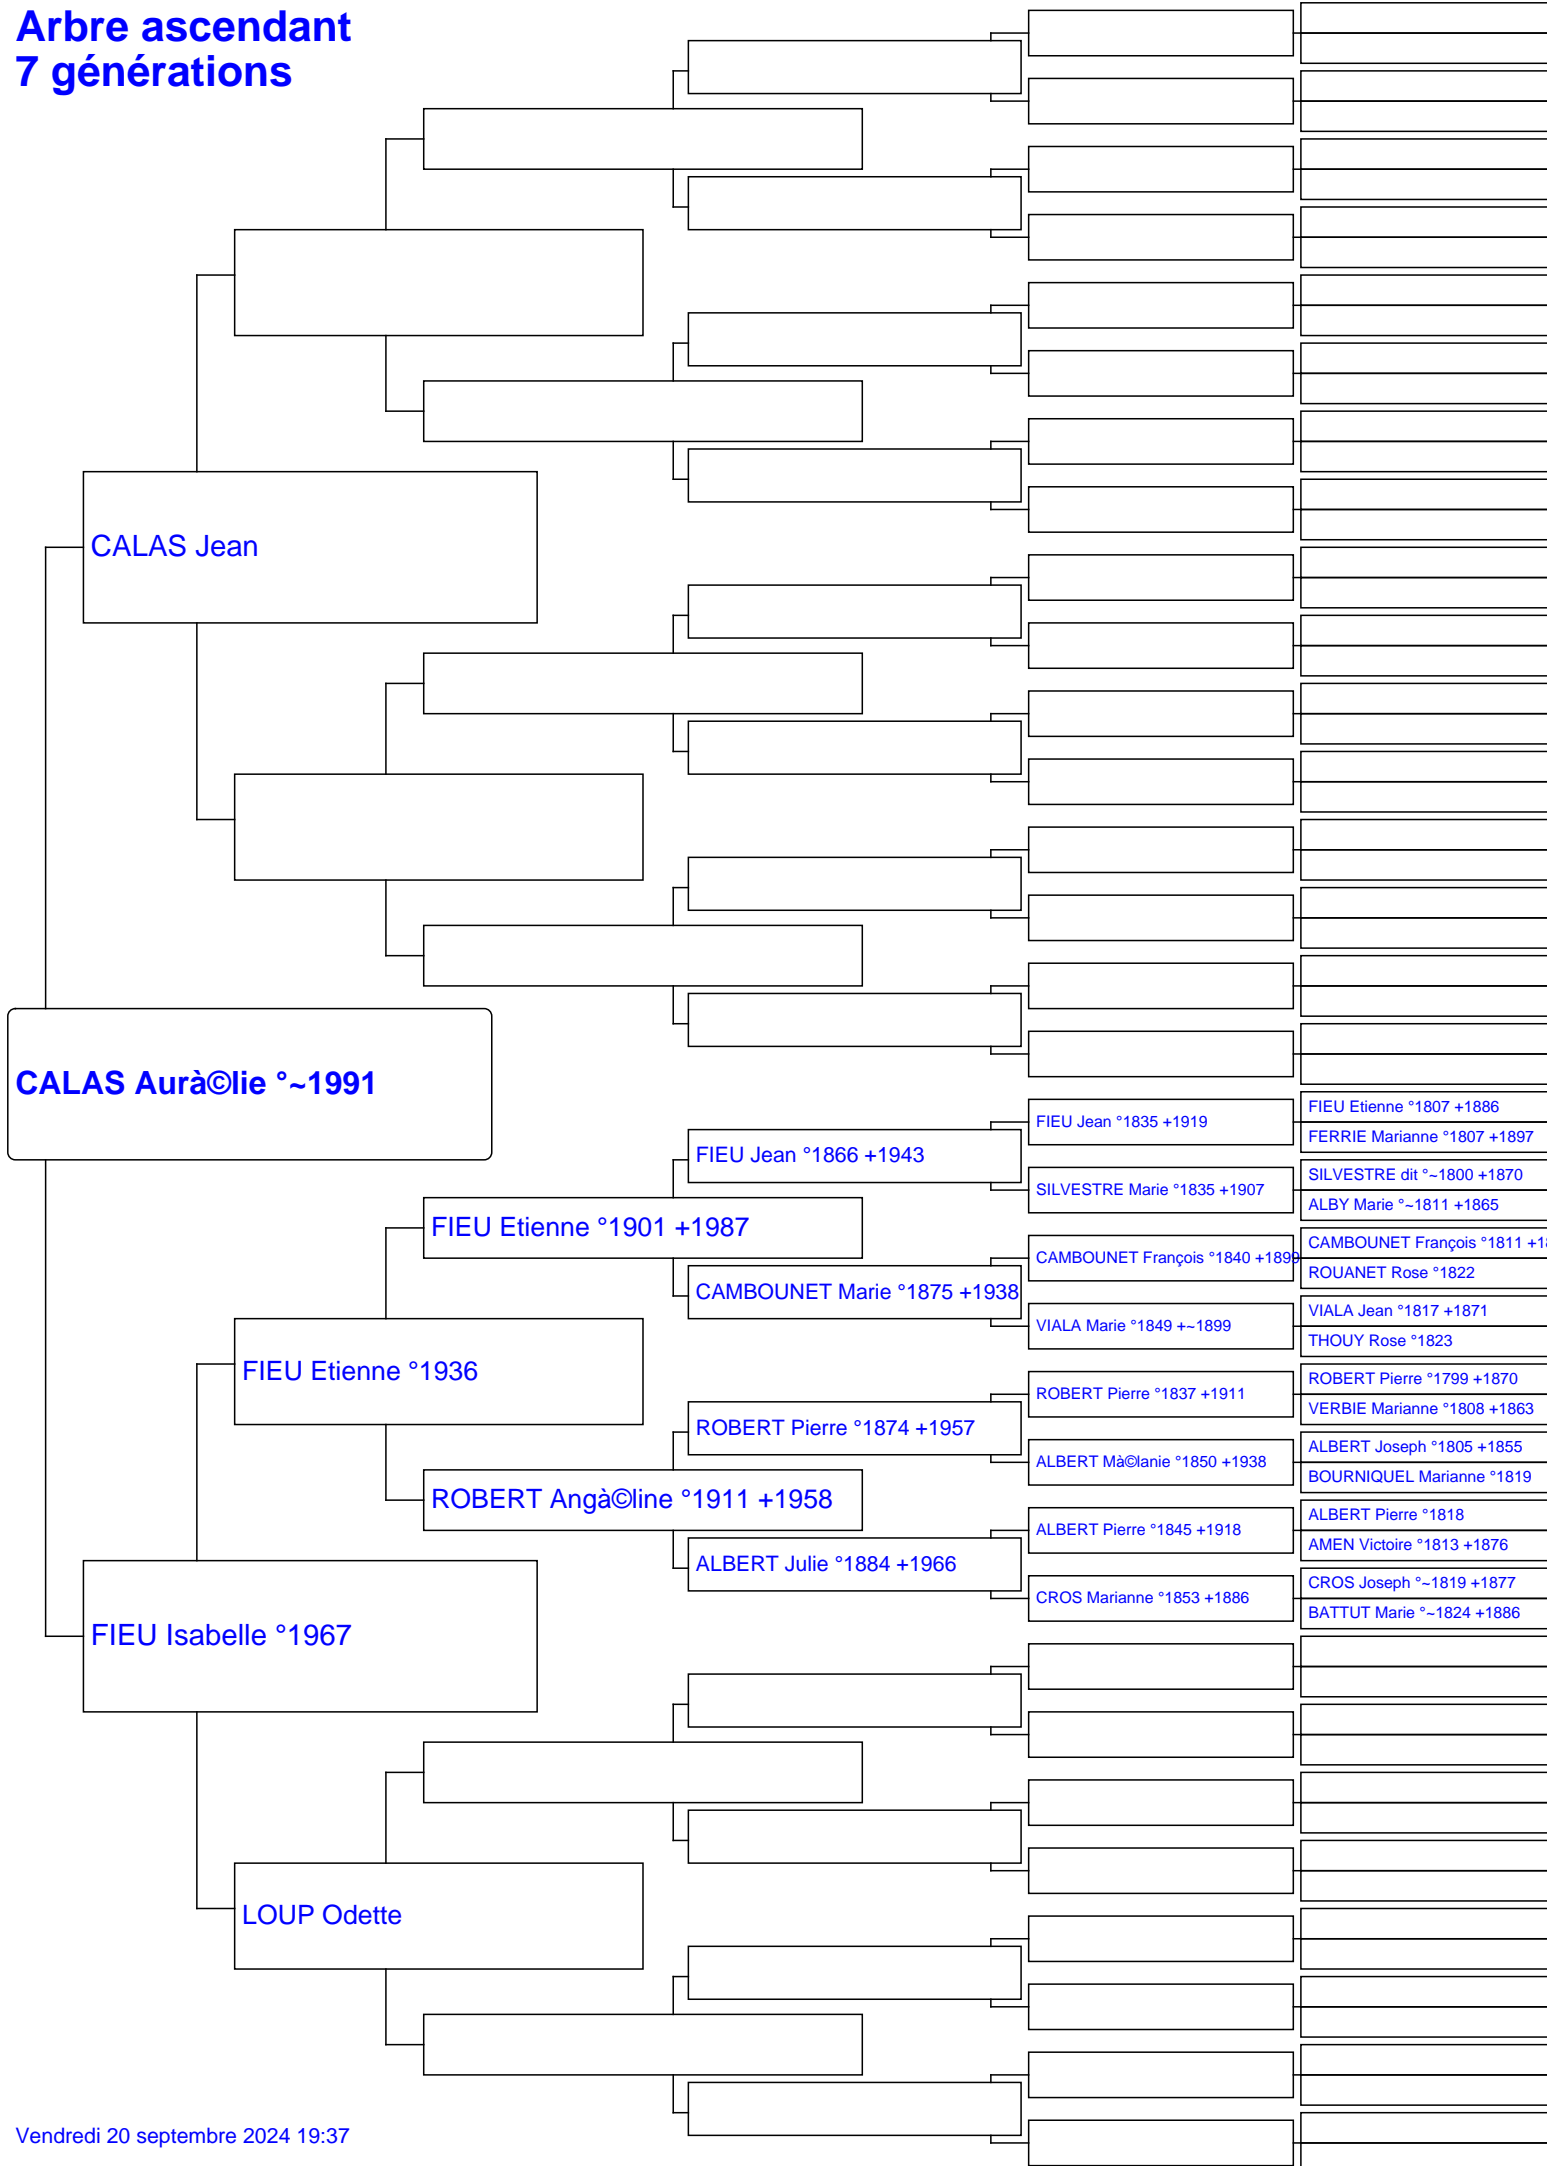 Arbre ascendant
7 générations
CALAS Jean
CALAS Aurà©lie °~1991
FIEU Jean °1835 +1919
FIEU Etienne °1807 +1886
FERRIE Marianne °1807 +1897
FIEU Jean °1866 +1943
SILVESTRE Marie °1835 +1907
SILVESTRE dit °~1800 +1870
ALBY Marie °~1811 +1865
FIEU Etienne °1901 +1987
CAMBOUNET François °1840 +1899
CAMBOUNET François °1811
ROUANET Rose °1822
CAMBOUNET Marie °1875 +1938
VIALA Marie °1849 +~1899
VIALA Jean °1817 +1871
THOUY Rose °1823
FIEU Etienne °1936
ROBERT Pierre °1837 +1911
ROBERT Pierre °1799 +1870
VERBIE Marianne °1808 +1863
ROBERT Pierre °1874 +1957
ALBERT Mà©lanie °1850 +1938
ALBERT Joseph °1805 +1855
BOURNIQUEL Marianne °1819
ROBERT Angà©line °1911 +1958
ALBERT Pierre °1845 +1918
ALBERT Pierre °1818
AMEN Victoire °1813 +1876
ALBERT Julie °1884 +1966
CROS Marianne °1853 +1886
CROS Joseph °~1819 +1877
BATTUT Marie °~1824 +1886
FIEU Isabelle °1967
LOUP Odette
Vendredi 20 septembre 2024 19:37